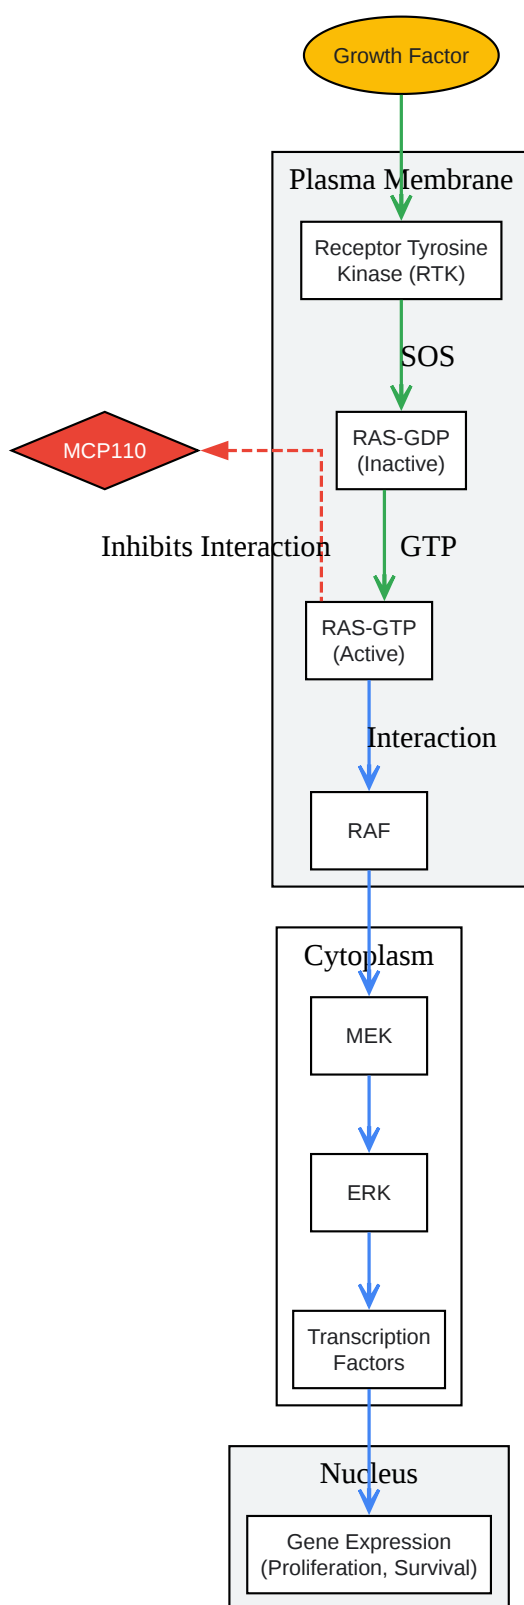 Growth Factor
Plasma Membrane
Receptor Tyrosine
Kinase (RTK)
SOS
RAS-GDP
(Inactive)
MCP110
Inhibits Interaction
GTP
RAS-GTP
(Active)
Interaction
RAF
Cytoplasm
MEK
ERK
Transcription
Factors
Nucleus
Gene Expression
(Proliferation, Survival)